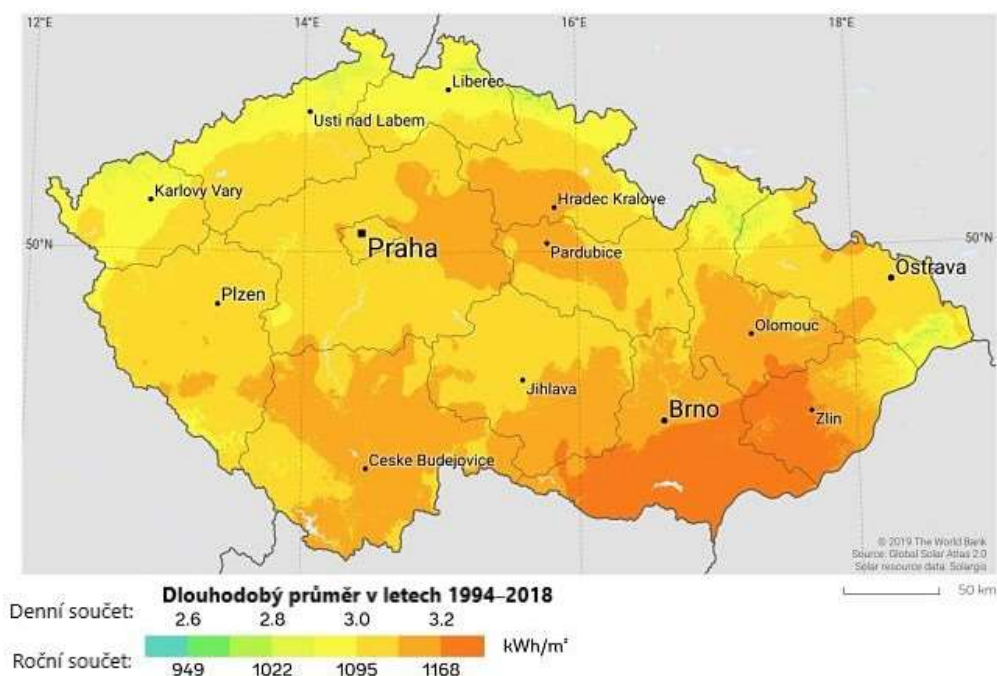 12°E 14°E 16°E 18°E
Liberec
Usti nad Labem
Karlovy Vary
Hradec Kralove
50°N Praha Pardubice 50°N
Ostrava
Plzen
Olomouc
Jihlava
Brno
Zlin
Ceske Budejovice
© 2019 The World Bank
Source: Global Solar Atlas 2.0
Solar resource data: Solargis
50 km
Dlouhodobý průměr v letech 1994–2018
Denní součet: 2.6 2.8 3.0 3.2
kWh/m²
Roční součet: 949 1022 1095 1168